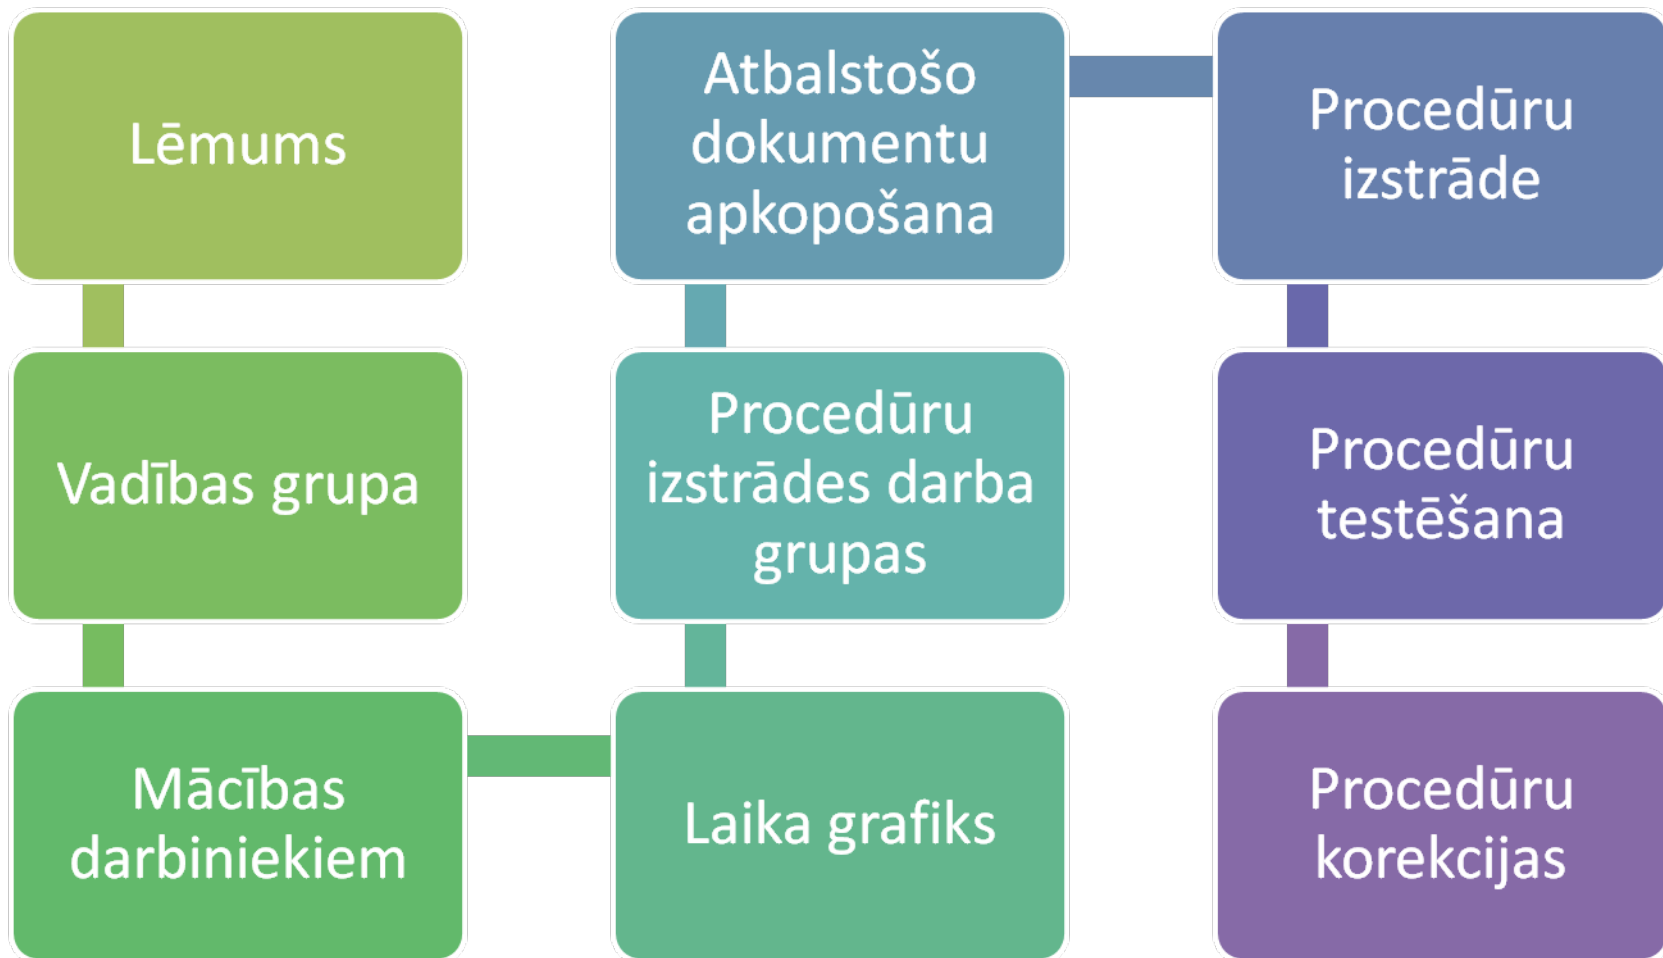 Lēmums
Vadības grupa
Mācības
darbiniekiem
Laika grafiks
Procedūru
izstrādes darba
grupas
Atbalstošo
dokumentu
apkopošana
Procedūru
izstrāde
Procedūru
testēšana
Procedūru
korekcijas